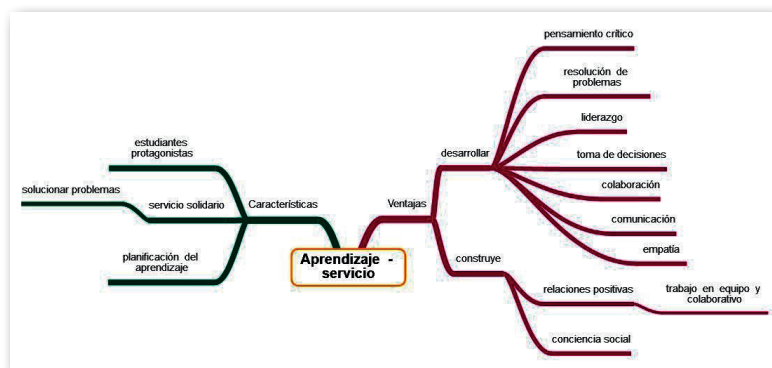 Aprendizaje -
servicio
Características
estudiantes
protagonistas
servicio solidario
solucionar problemas
planificación del
aprendizaje
Ventajas
desarrollar
pensamiento crítico
resolución de
problemas
liderazgo
toma de decisiones
colaboración
comunicación
empatía
construye
relaciones positivas
trabajo en equipo y
colaborativo
conciencia social